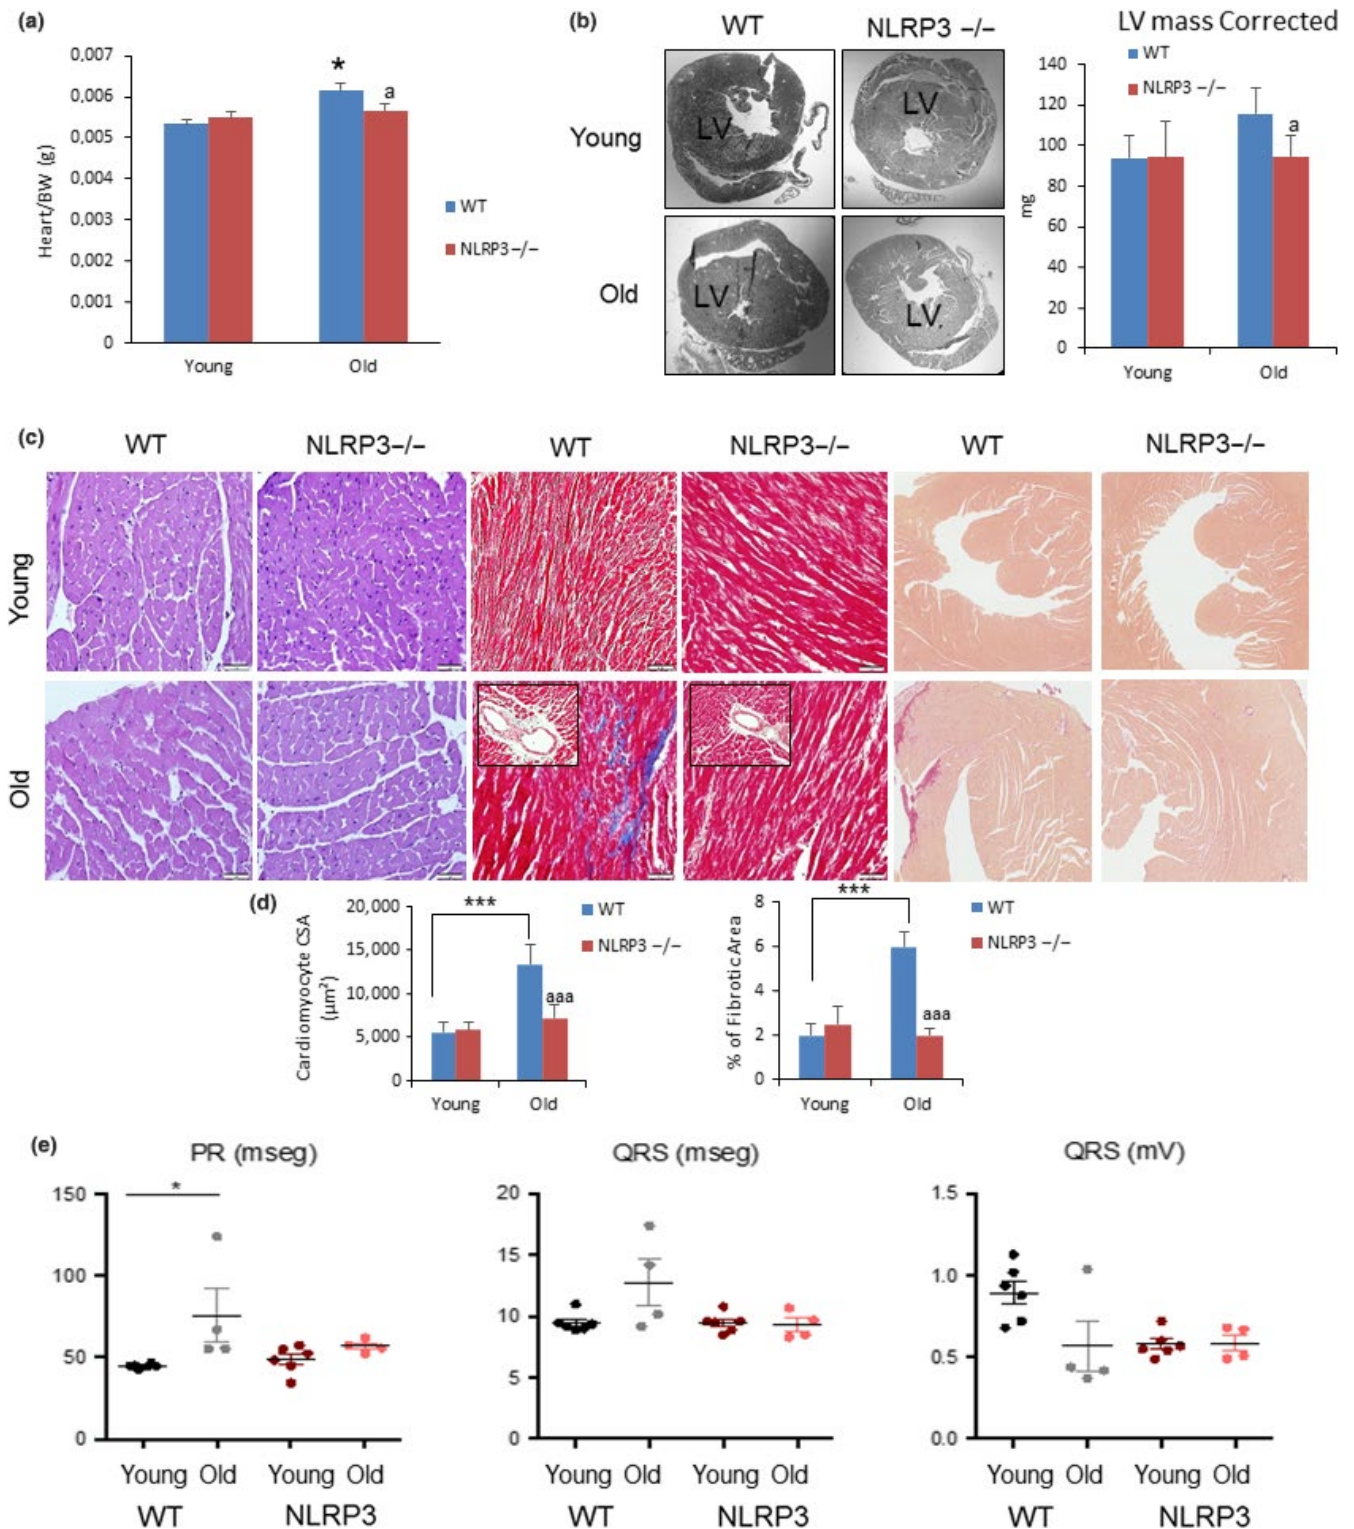 (a)
0,007
0,006
0,005
0,004
0,003
0,002
0,001
0
Heart/BW (g)
*
a
WT
NLRP3 –/–
Young Old
(b)
WT NLRP3 –/–
Young
Old
LV LV
LV LV
LV mass Corrected
WT
NLRP3 –/–
140
120
100
80
60
40
20
0
mg
a
Young Old
(c)
WT NLRP3–/– WT NLRP3–/– WT NLRP3–/–
Young
Old
(d)
Cardiomyocyte CSA
(µm²)
20,000
15,000
10,000
5,000
0
***
aaa
WT
NLRP3 –/–
Young Old
% of Fibrotic Area
8
6
4
2
0
***
aaa
WT
NLRP3 –/–
Young Old
(e)
PR (mseg)
150
100
50
0
*
Young Old Young Old
WT NLRP3
QRS (mseg)
20
15
10
5
0
Young Old Young Old
WT NLRP3
QRS (mV)
1.5
1.0
0.5
0.0
Young Old Young Old
WT NLRP3